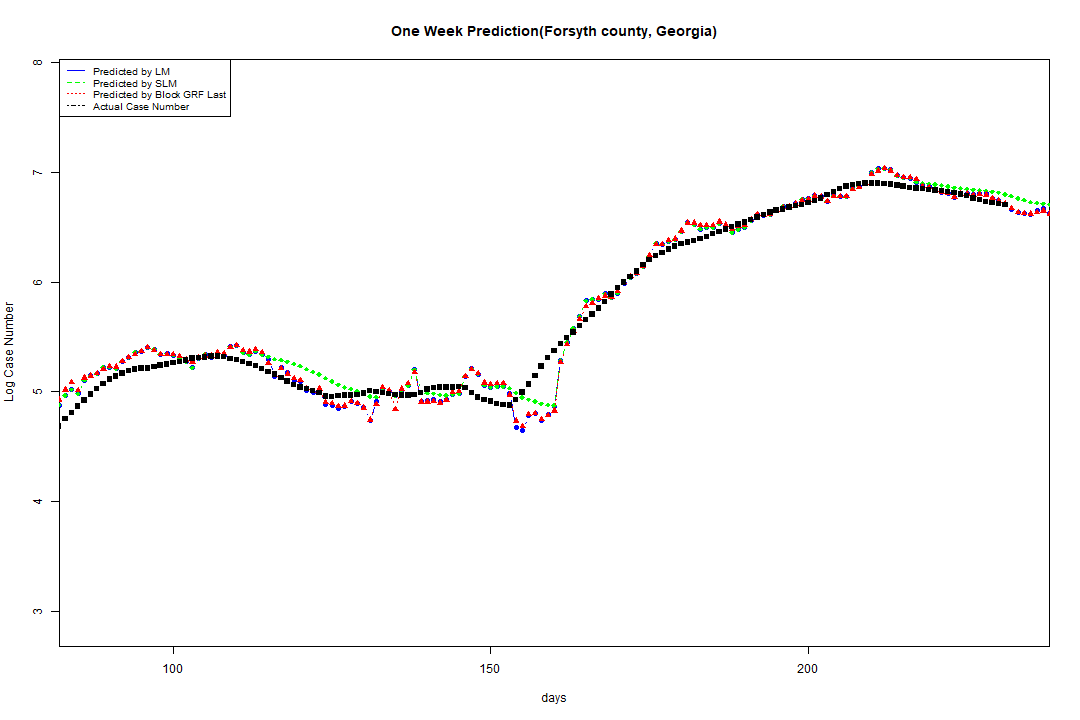 One Week Prediction(Forsyth county, Georgia)
Predicted by LM
Predicted by SLM
Predicted by Block GRF Last
Actual Case Number
8
7
6
5
4
3
Log Case Number
100 150 200
days